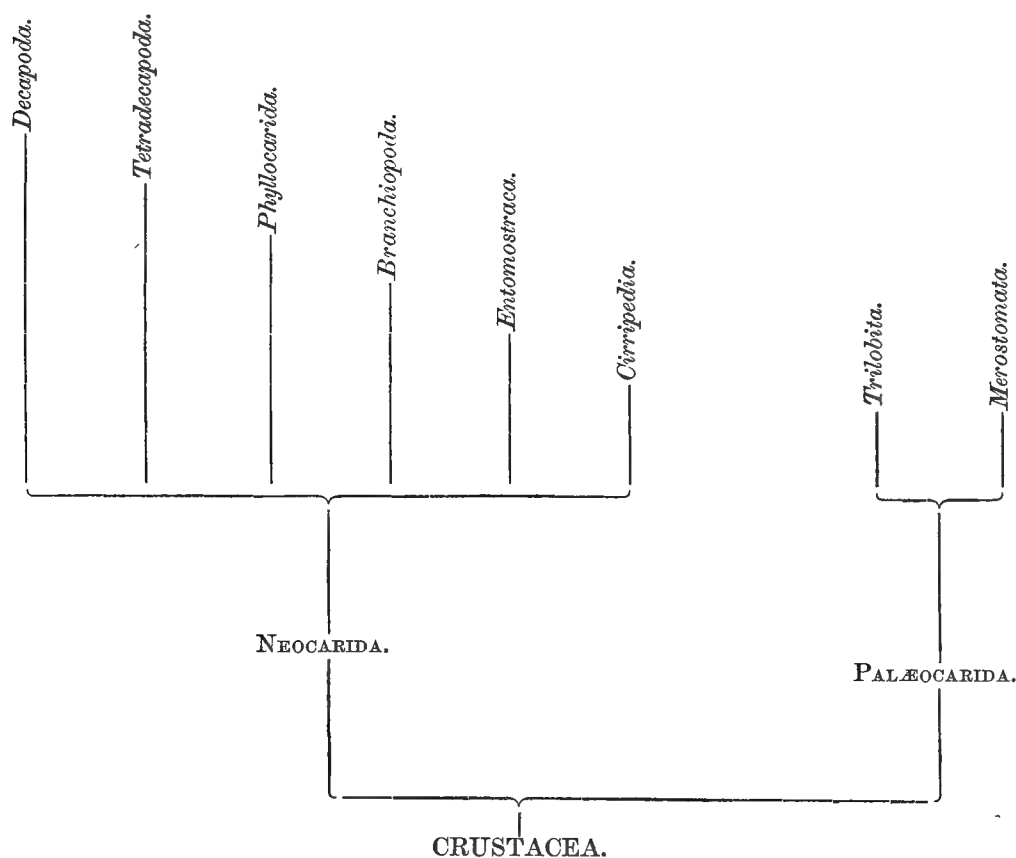 Decapoda.
Tetradecapoda.
Phyllocarida.
Branchiopoda.
Entomostraca.
Cirripedia.
Trilobita.
Merostomata.
NEOCARIDA.
PALÆOCARIDA.
CRUSTACEA.